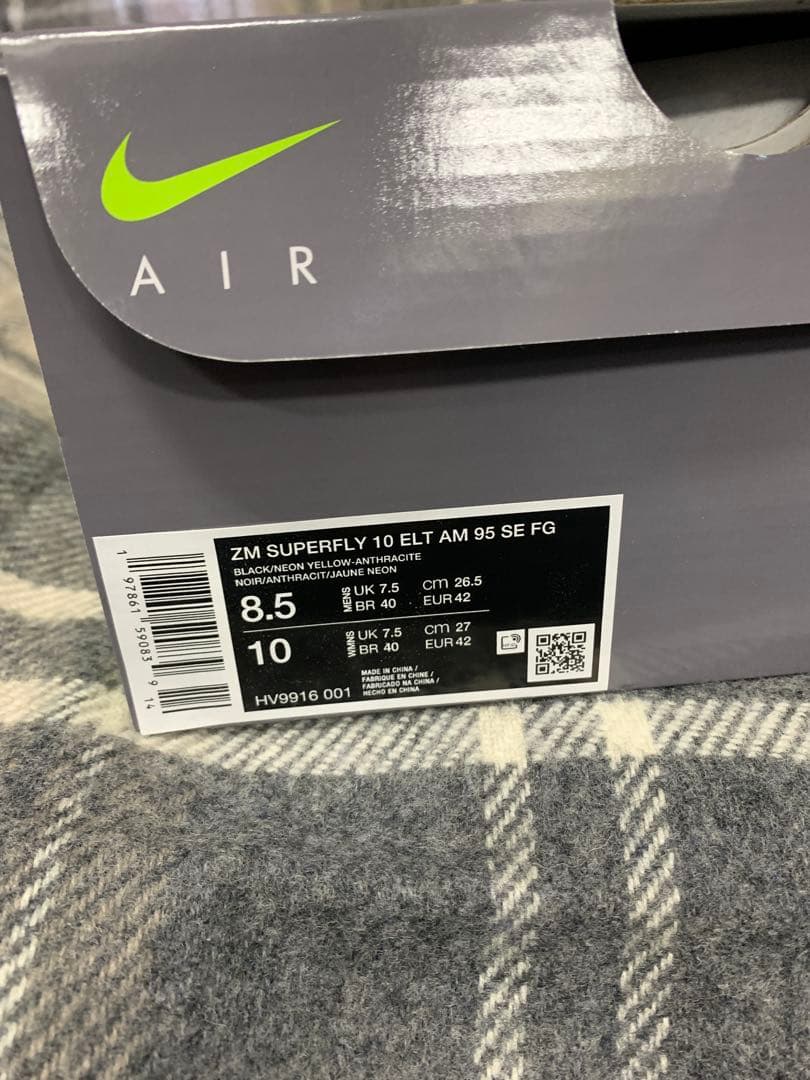 AIR
ZM SUPERFLY 10 ELT AM 95 SE FG
BLACK/NEON YELLOW-ANTHRACITE
NOIR/ANTHRACIT/JAUNE NEON
8.5 MENS UK 7.5 cm 26.5
BR 40 EUR 42
10 WMNS UK 7.5 cm 27
BR 40 EUR 42
MADE IN CHINA /
FABRIQUE EN CHINE /
FABRICADO NA CHINA /
HV9916 001 HECHO EN CHINA
1 97861 59083 9 14